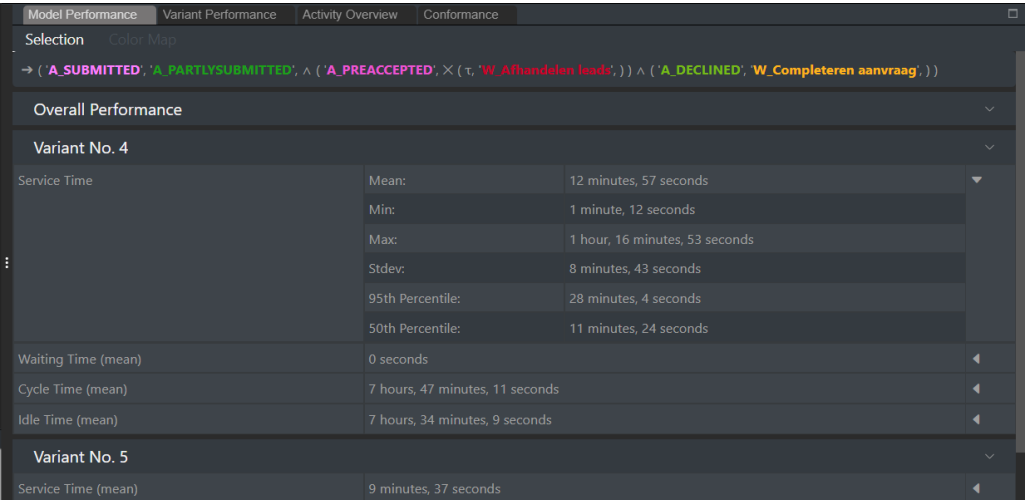 Model Performance Variant Performance Activity Overview Conformance
Selection Color Map
→ ( 'A_SUBMITTED', 'A_PARTLYSUBMITTED', ∧ ( 'A_PREACCEPTED', ✕ ( τ, 'W_Afhandelen leads', ) ) ∧ ( 'A_DECLINED', 'W_Completeren aanvraag', ) )
Overall Performance
Variant No. 4
Service Time Mean: 12 minutes, 57 seconds
Min: 1 minute, 12 seconds
Max: 1 hour, 16 minutes, 53 seconds
Stdev: 8 minutes, 43 seconds
95th Percentile: 28 minutes, 4 seconds
50th Percentile: 11 minutes, 24 seconds
Waiting Time (mean) 0 seconds
Cycle Time (mean) 7 hours, 47 minutes, 11 seconds
Idle Time (mean) 7 hours, 34 minutes, 9 seconds
Variant No. 5
Service Time (mean) 9 minutes, 37 seconds